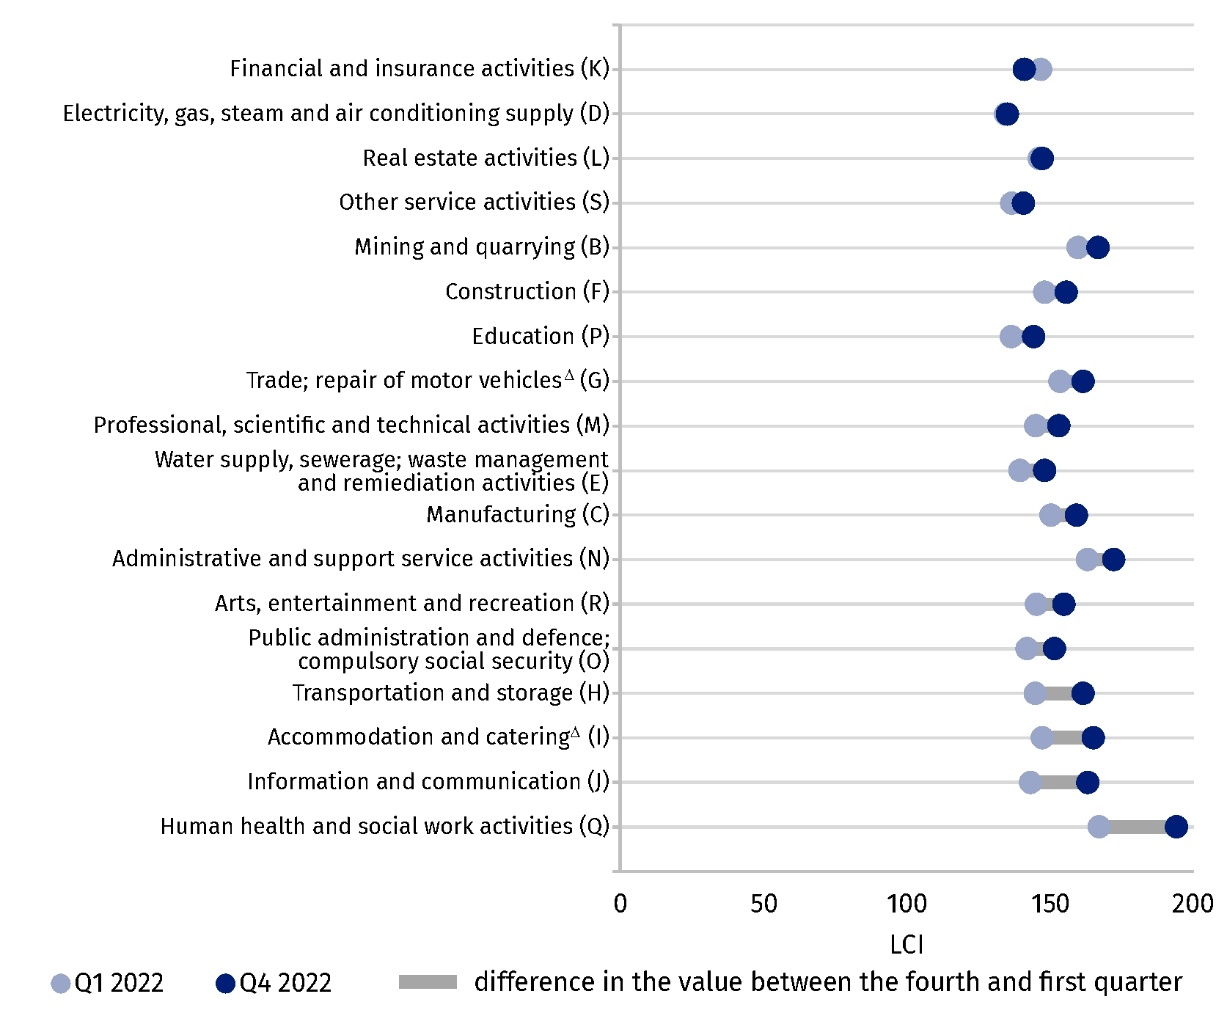 Financial and insurance activities (K)
Electricity, gas, steam and air conditioning supply (D)
Real estate activities (L)
Other service activities (S)
Mining and quarrying (B)
Construction (F)
Education (P)
Trade; repair of motor vehicles<sup>Δ</sup> (G)
Professional, scientific and technical activities (M)
Water supply, sewerage; waste management
and remiediation activities (E)
Manufacturing (C)
Administrative and support service activities (N)
Arts, entertainment and recreation (R)
Public administration and defence;
compulsory social security (O)
Transportation and storage (H)
Accommodation and catering<sup>Δ</sup> (I)
Information and communication (J)
Human health and social work activities (Q)
0 50 100 150 200
LCI
Q1 2022 Q4 2022 difference in the value between the fourth and first quarter